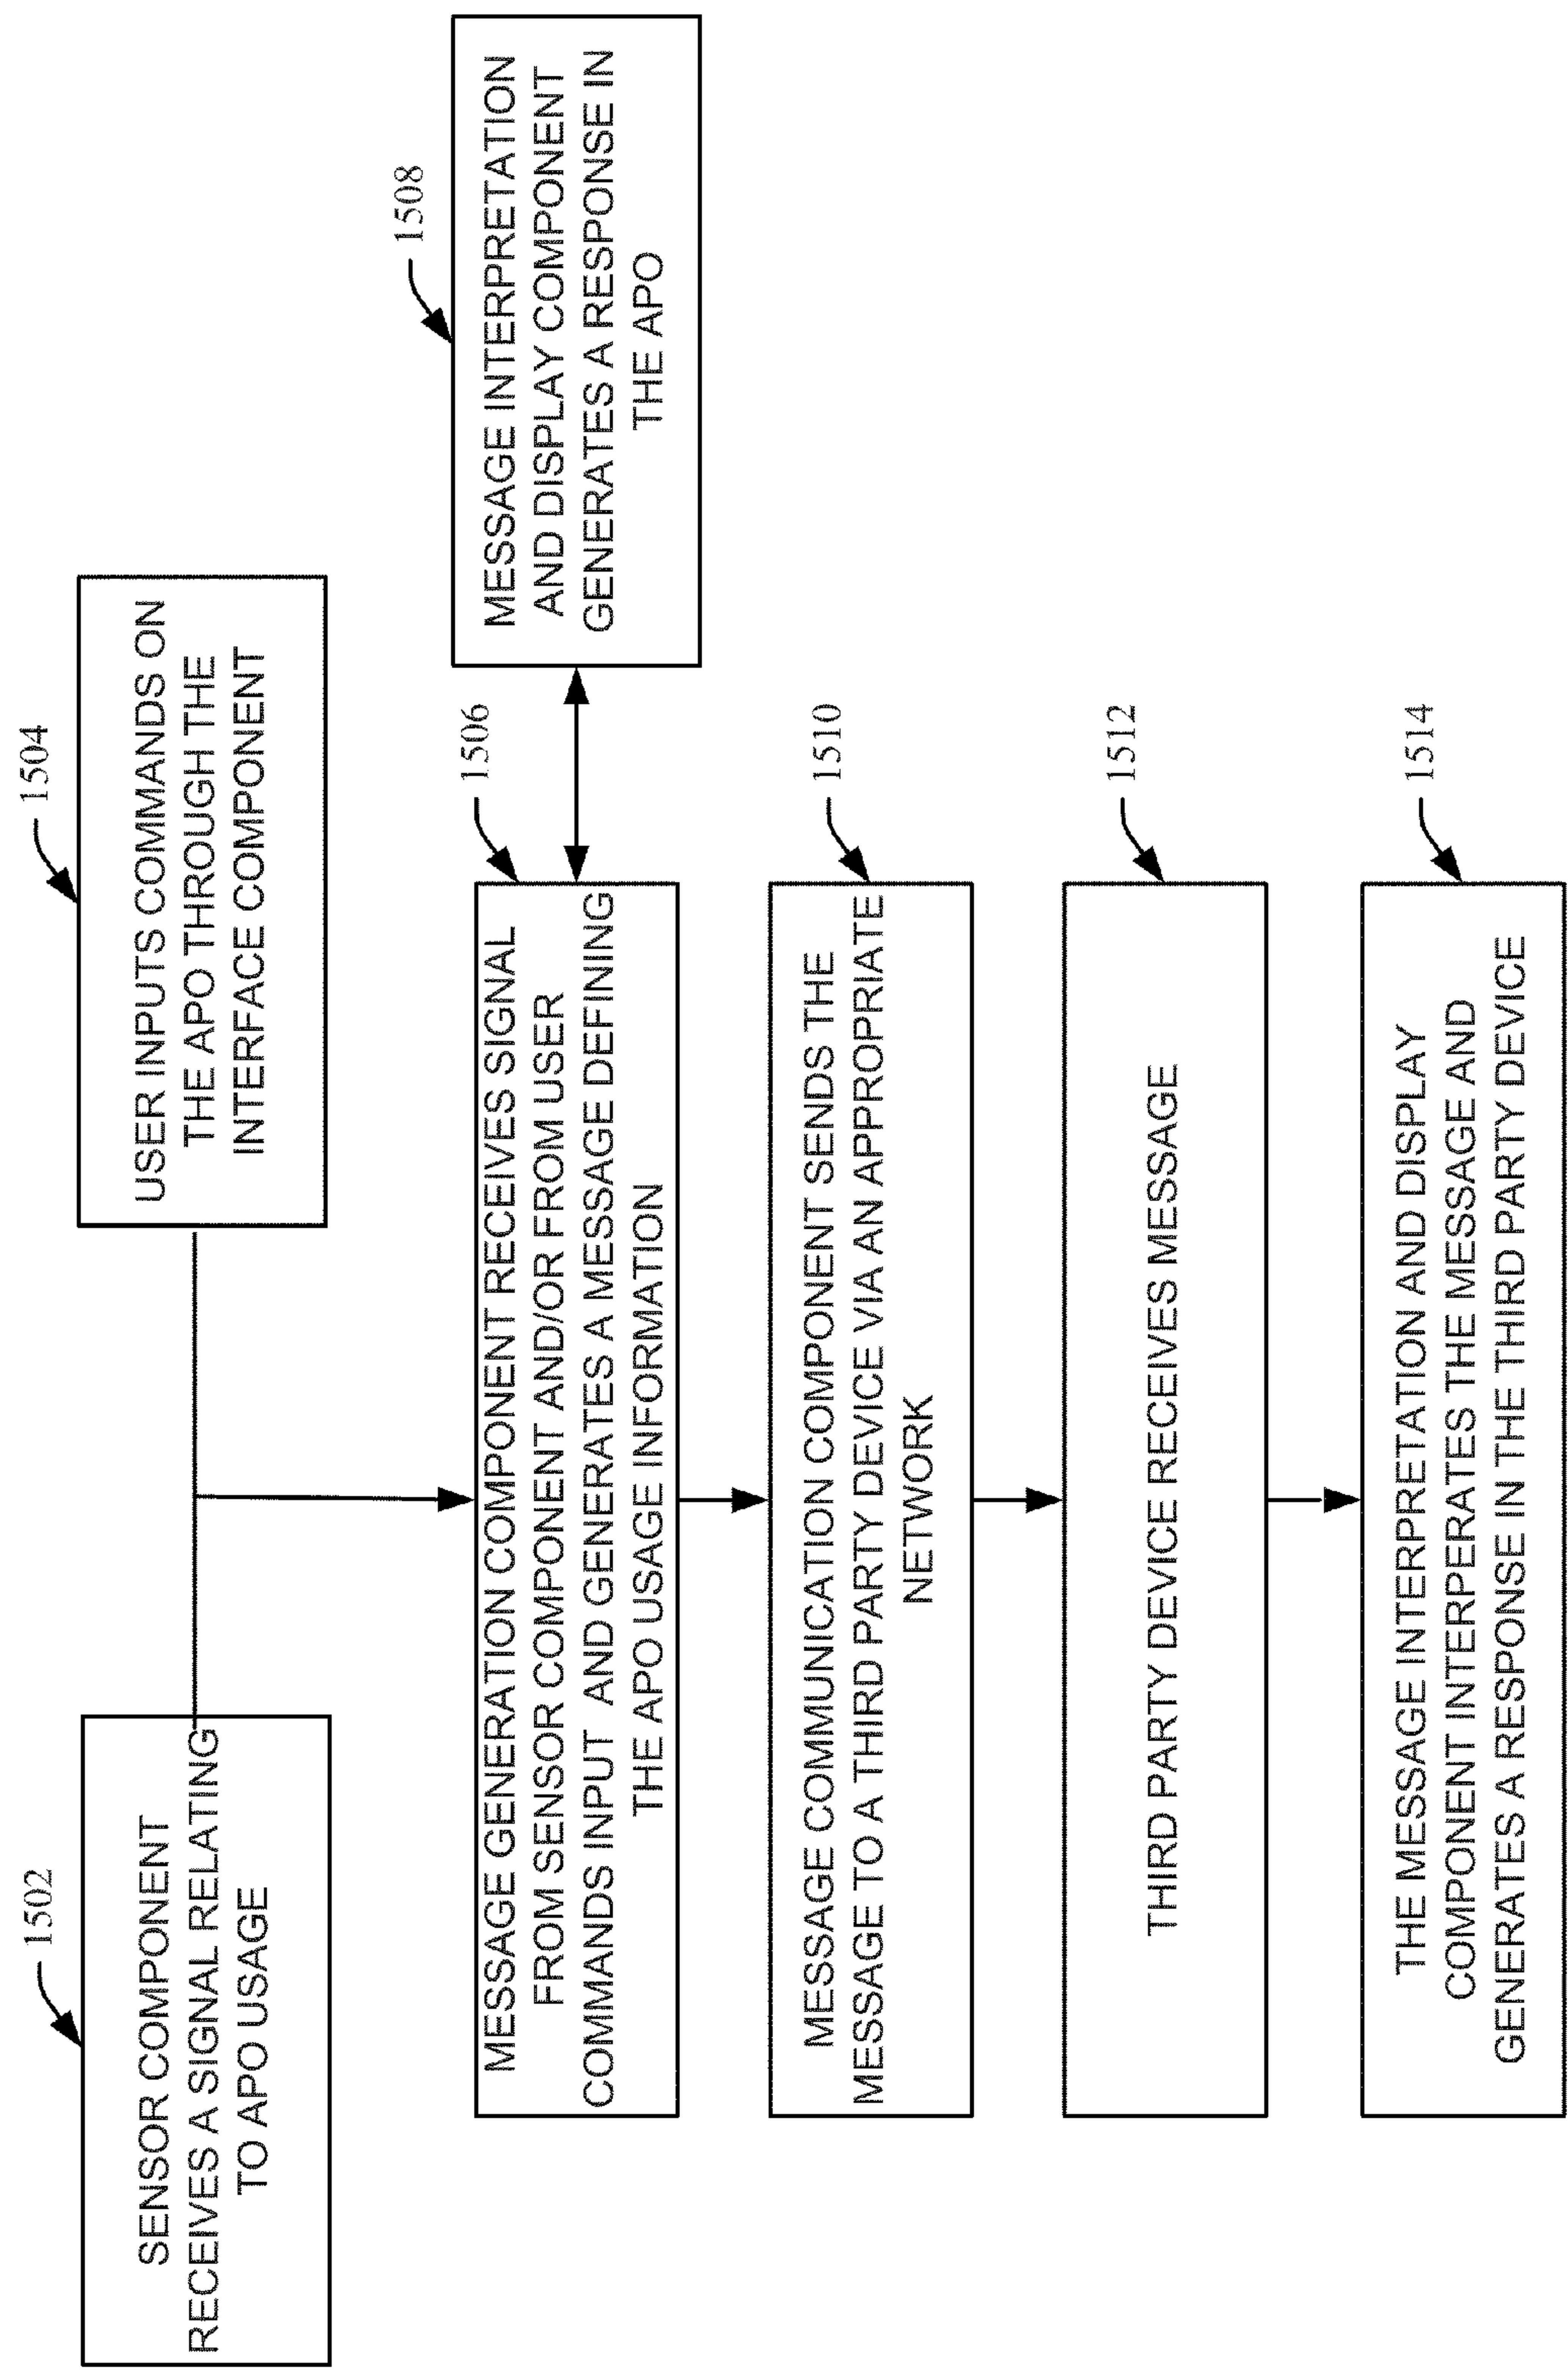 1502
SENSOR COMPONENT
RECEIVES A SIGNAL RELATING
TO APO USAGE
1504
USER INPUTS COMMANDS ON
THE APO THROUGH THE
INTERFACE COMPONENT
1506
MESSAGE GENERATION COMPONENT RECEIVES SIGNAL
FROM SENSOR COMPONENT AND/OR FROM USER
COMMANDS INPUT AND GENERATES A MESSAGE DEFINING
THE APO USAGE INFORMATION
1508
MESSAGE INTERPRETATION
AND DISPLAY COMPONENT
GENERATES A RESPONSE IN
THE APO
1510
MESSAGE COMMUNICATION COMPONENT SENDS THE
MESSAGE TO A THIRD PARTY DEVICE VIA AN APPROPRIATE
NETWORK
1512
THIRD PARTY DEVICE RECEIVES MESSAGE
1514
THE MESSAGE INTERPRETATION AND DISPLAY
COMPONENT INTERPERATES THE MESSAGE AND
GENERATES A RESPONSE IN THE THIRD PARTY DEVICE